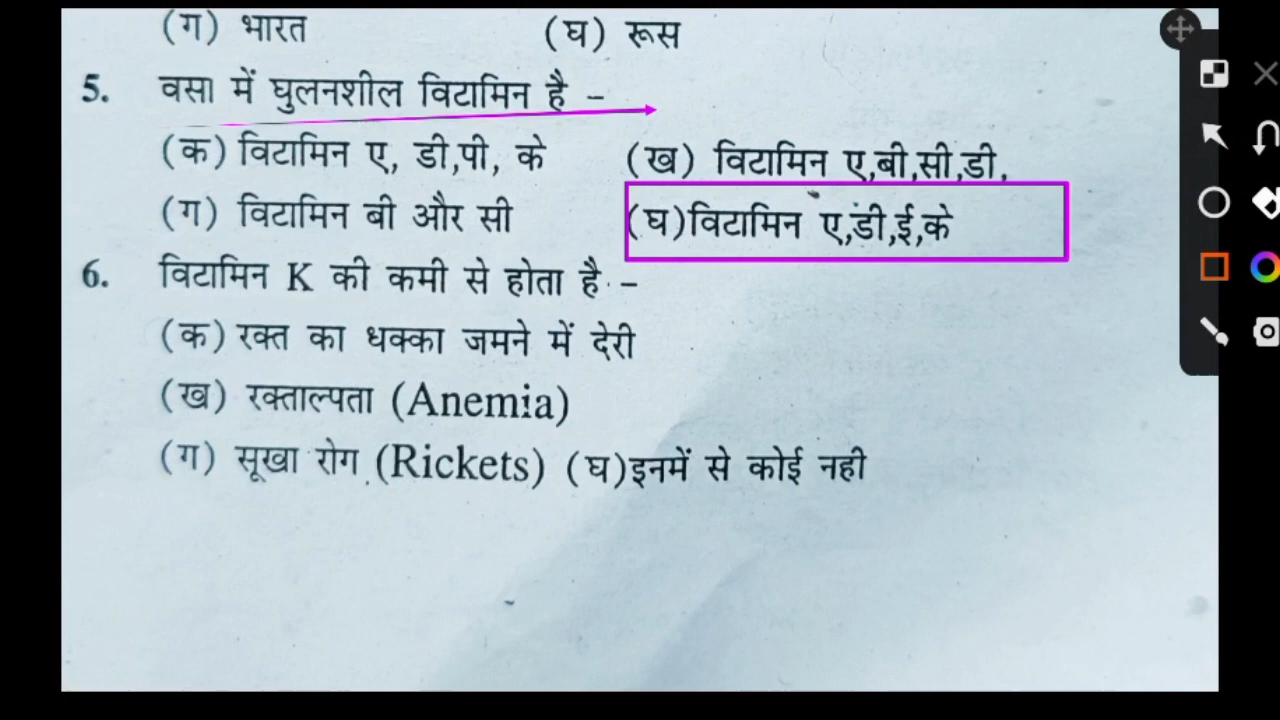 (ग) भारत (घ) रूस
5. वसा में घुलनशील विटामिन है –
(क) विटामिन ए, डी,पी, के (ख) विटामिन ए,बी,सी,डी,
(ग) विटामिन बी और सी (घ)विटामिन ए,डी,ई,के
6. विटामिन K की कमी से होता है –
(क) रक्त का धक्का जमने में देरी
(ख) रक्ताल्पता (Anemia)
(ग) सूखा रोग (Rickets) (घ)इनमें से कोई नही